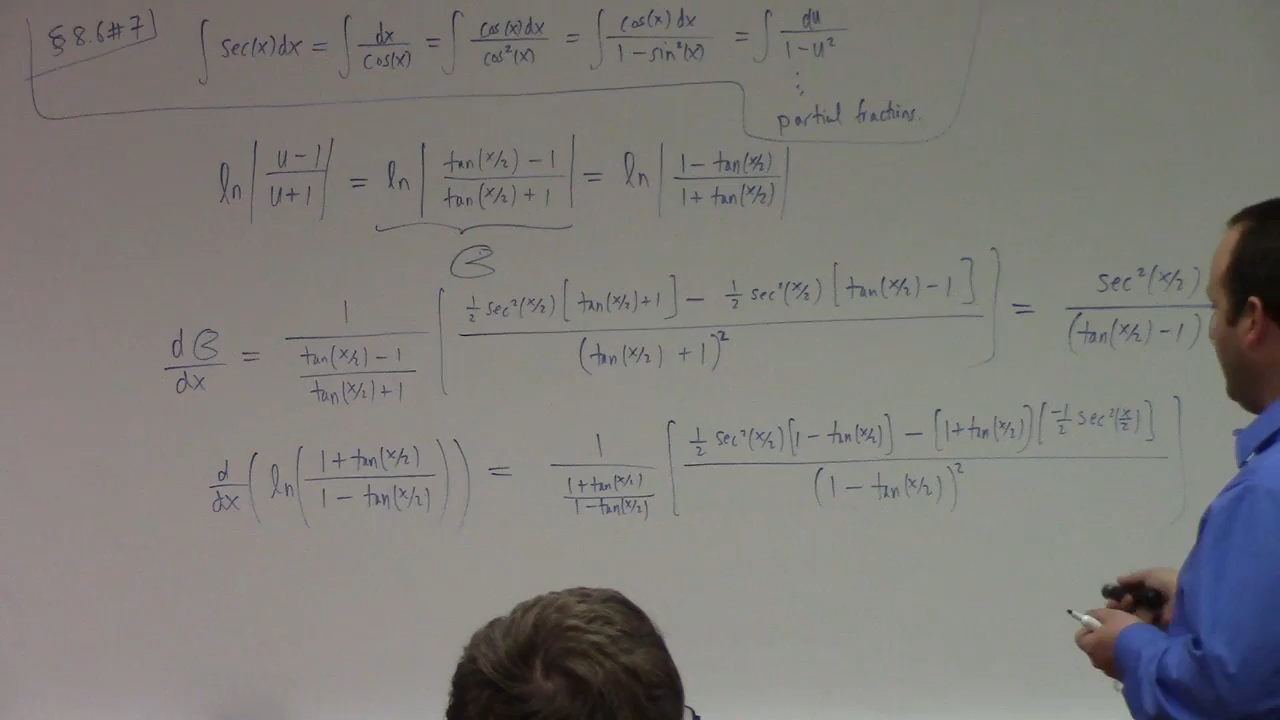 § 8.6 #7
∫ sec(x) dx = ∫ dx/cos(x) = ∫ cos(x) dx/cos²(x) = ∫ cos(x) dx/(1 − sin²(x)) = ∫ du/(1 − u²)
⋮
partial fractions.
ln |(u − 1)/(u + 1)| = ln |(tan(x/2) − 1)/(tan(x/2) + 1)| = ln |(1 − tan(x/2))/(1 + tan(x/2))|
B
dB/dx = 1/((tan(x/2) − 1)/(tan(x/2) + 1)) [(½ sec²(x/2) [tan(x/2) + 1] − ½ sec²(x/2) [tan(x/2) − 1])/(tan(x/2) + 1)²] = sec²(x/2)/(tan(x/2) − 1)
d/dx (ln((1 + tan(x/2))/(1 − tan(x/2)))) = 1/((1 + tan(x/2))/(1 − tan(x/2))) [(½ sec²(x/2) [1 − tan(x/2)] − [1 + tan(x/2)] [−½ sec²(x/2)])/(1 − tan(x/2))²]